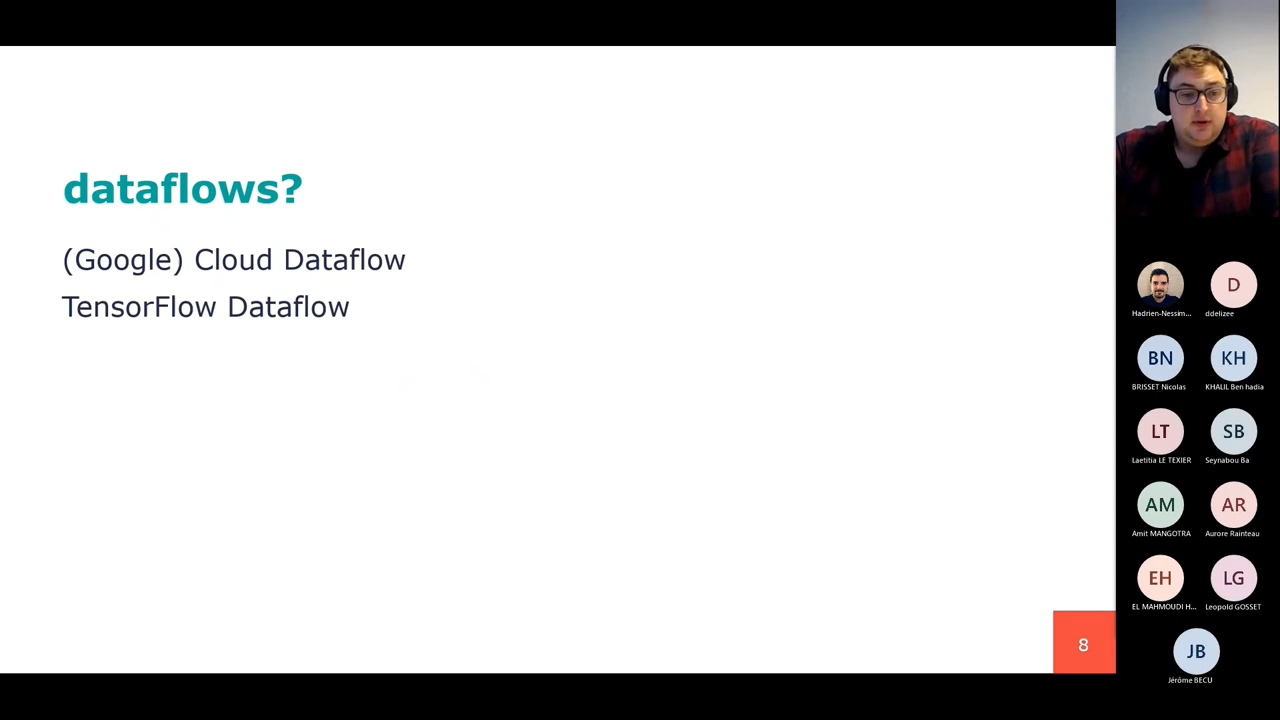 dataflows?
(Google) Cloud Dataflow
TensorFlow Dataflow
8
Hadrien-Nessim...
D
ddelizee
BN
BRISSET Nicolas
KH
KHALIL Ben hadia
LT
Laetitia LE TEXIER
SB
Seynabou Ba
AM
Amit MANGOTRA
AR
Aurore Rainteau
EH
EL MAHMOUDI H...
LG
Leopold GOSSET
JB
Jérôme BECU